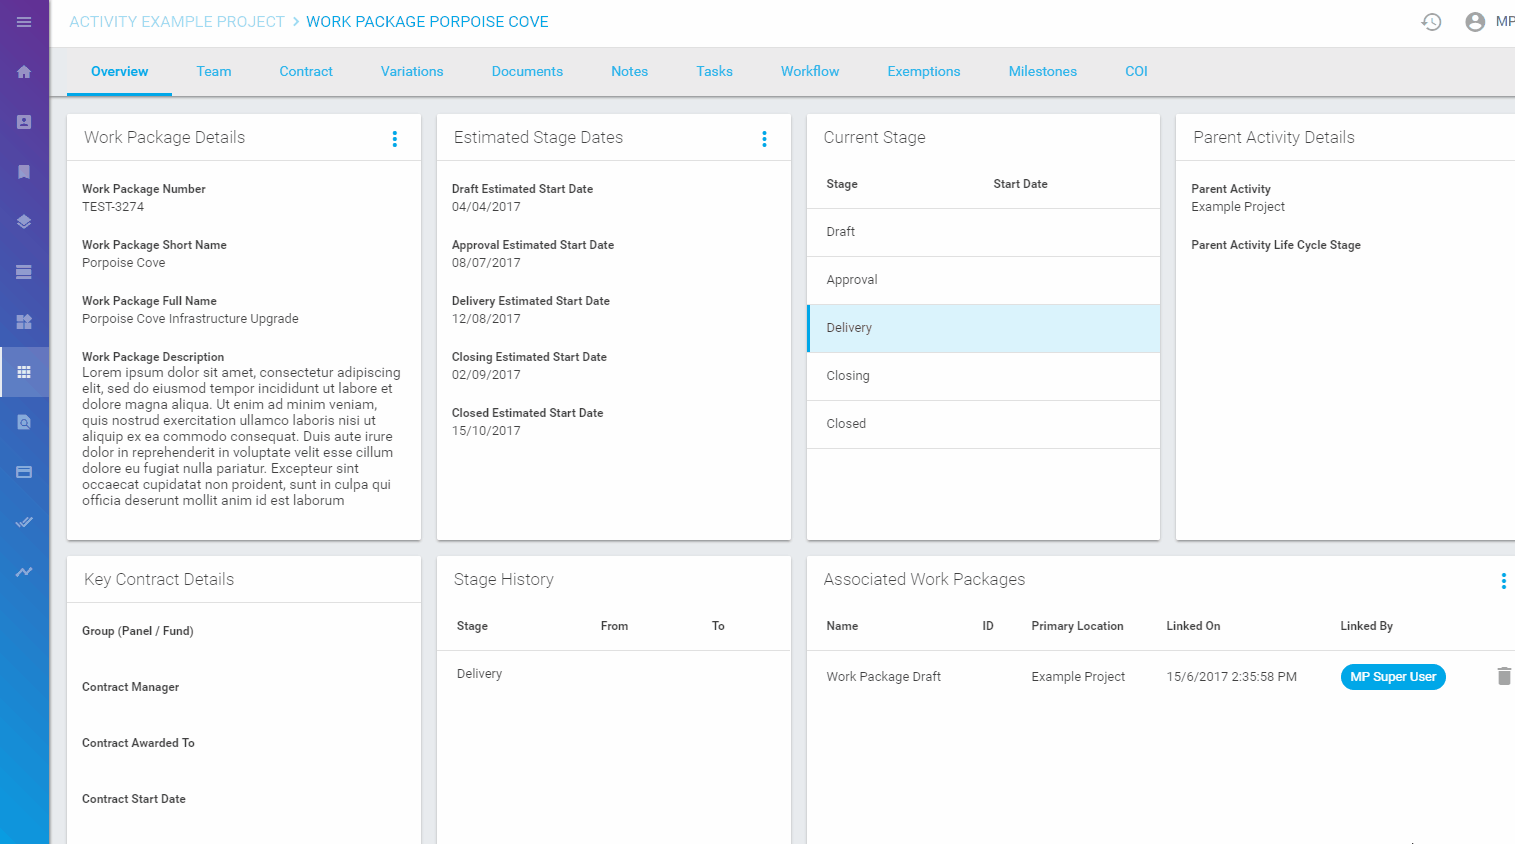 ACTIVITY EXAMPLE PROJECT > WORK PACKAGE PORPOISE COVE
MP
Overview Team Contract Variations Documents Notes Tasks Workflow Exemptions Milestones COI
Work Package Details
Work Package Number
TEST-3274
Work Package Short Name
Porpoise Cove
Work Package Full Name
Porpoise Cove Infrastructure Upgrade
Work Package Description
Lorem ipsum dolor sit amet, consectetur adipiscing
elit, sed do eiusmod tempor incididunt ut labore et
dolore magna aliqua. Ut enim ad minim veniam,
quis nostrud exercitation ullamco laboris nisi ut
aliquip ex ea commodo consequat. Duis aute irure
dolor in reprehenderit in voluptate velit esse cillum
dolore eu fugiat nulla pariatur. Excepteur sint
occaecat cupidatat non proident, sunt in culpa qui
officia deserunt mollit anim id est laborum
Estimated Stage Dates
Draft Estimated Start Date
04/04/2017
Approval Estimated Start Date
08/07/2017
Delivery Estimated Start Date
12/08/2017
Closing Estimated Start Date
02/09/2017
Closed Estimated Start Date
15/10/2017
Current Stage
Stage Start Date
Draft
Approval
Delivery
Closing
Closed
Parent Activity Details
Parent Activity
Example Project
Parent Activity Life Cycle Stage
Key Contract Details
Group (Panel / Fund)
Contract Manager
Contract Awarded To
Contract Start Date
Stage History
Stage From To
Delivery
Associated Work Packages
Name ID Primary Location Linked On Linked By
Work Package Draft Example Project 15/6/2017 2:35:58 PM MP Super User